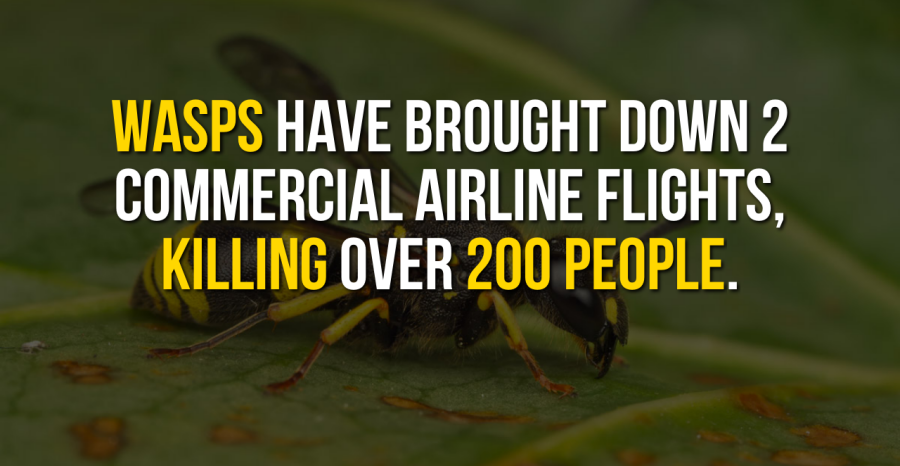 WASPS HAVE BROUGHT DOWN 2
COMMERCIAL AIRLINE FLIGHTS,
KILLING OVER 200 PEOPLE.